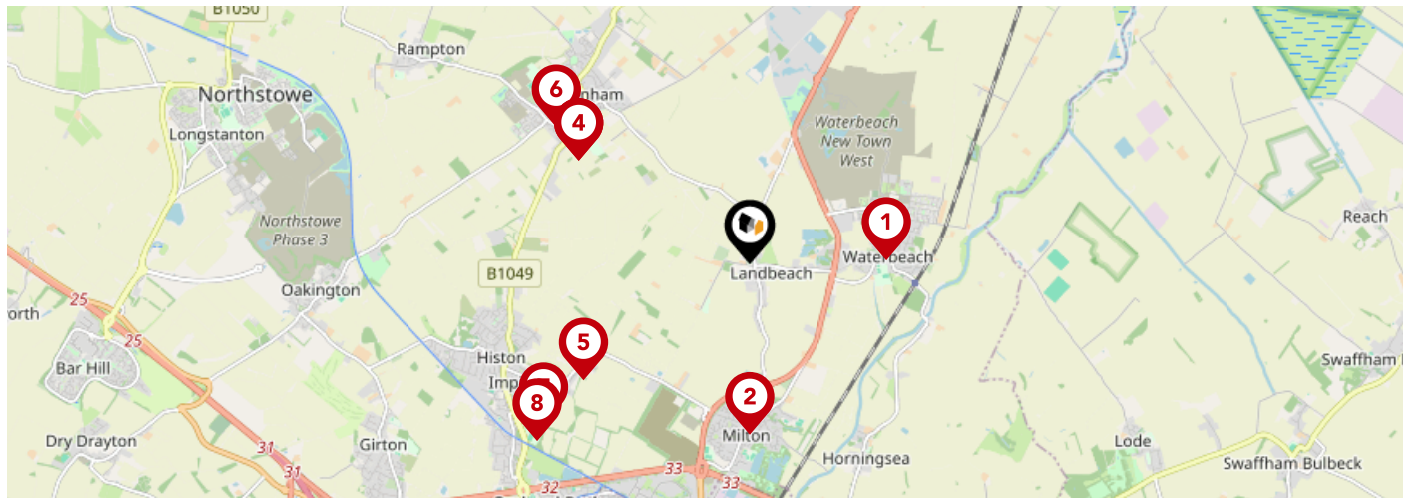 B1050
Rampton
6
nham
Northstowe
4
Longstanton
Waterbeach
New Town
West
Northstowe
Phase 3
1
Reach
Waterbeach
Landbeach
B1049
Oakington
25
orth
25
5
Histon
Bar Hill
Imp
8
2
Swaffham
Milton
Dry Drayton
Girton
31
31
Lode
Horningsea
Swaffham Bulbeck
33
33
32